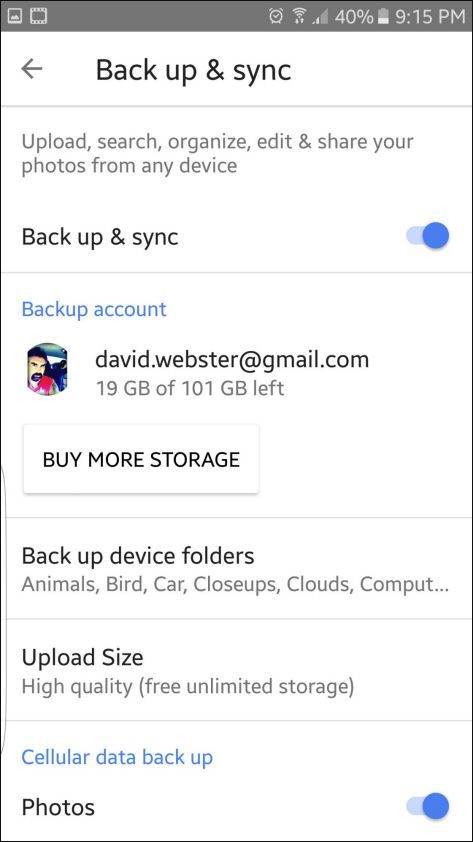 40% 9:15 PM
Back up & sync
Upload, search, organize, edit & share your
photos from any device
Back up & sync
Backup account
david.webster@gmail.com
19 GB of 101 GB left
BUY MORE STORAGE
Back up device folders
Animals, Bird, Car, Closeups, Clouds, Comput...
Upload Size
High quality (free unlimited storage)
Cellular data back up
Photos